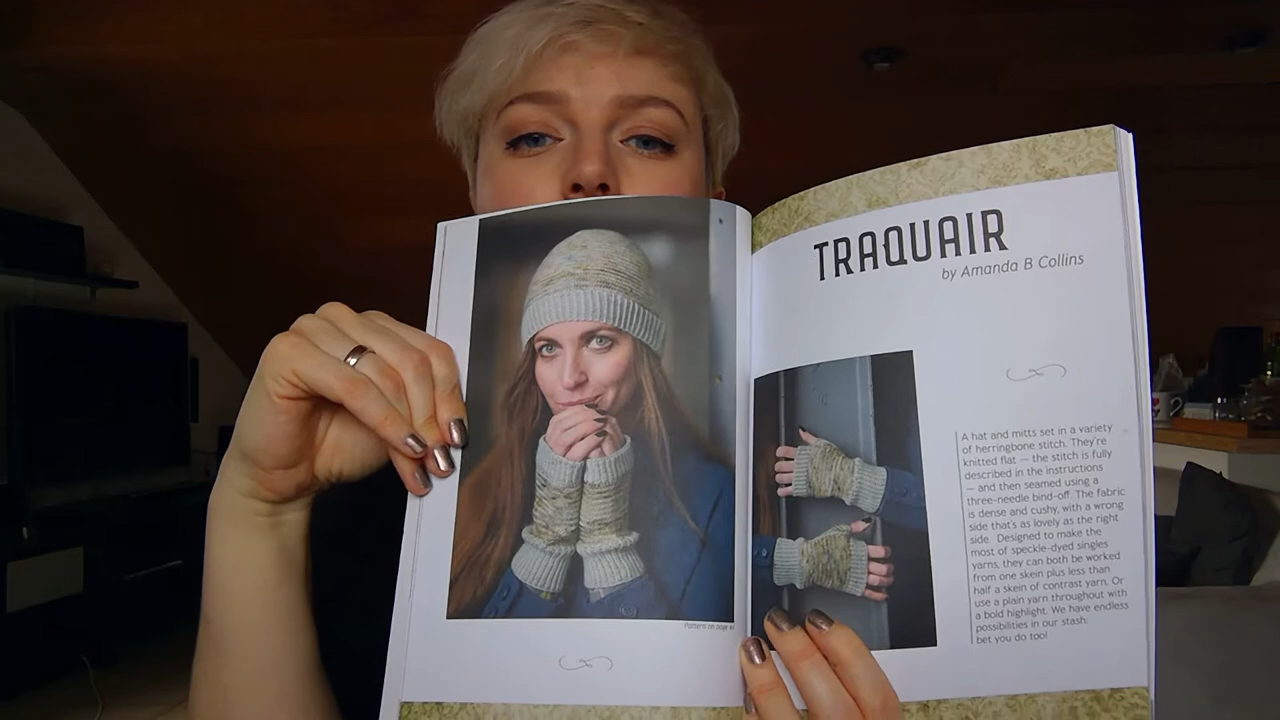 TRAQUAIR
by Amanda B Collins
A hat and mitts set in a variety
of herringbone stitch. They're
knitted flat — the stitch is fully
described in the instructions
— and then seamed using a
three-needle bind-off. The fabric
is dense and cushy, with a wrong
side that's as lovely as the right
side. Designed to make the
most of speckle-dyed singles
yarns, they can both be worked
from one skein plus less than
half a skein of contrast yarn. Or
use a plain yarn throughout with
a bold highlight. We have endless
possibilities in our stash:
bet you do too!
Pattern on page